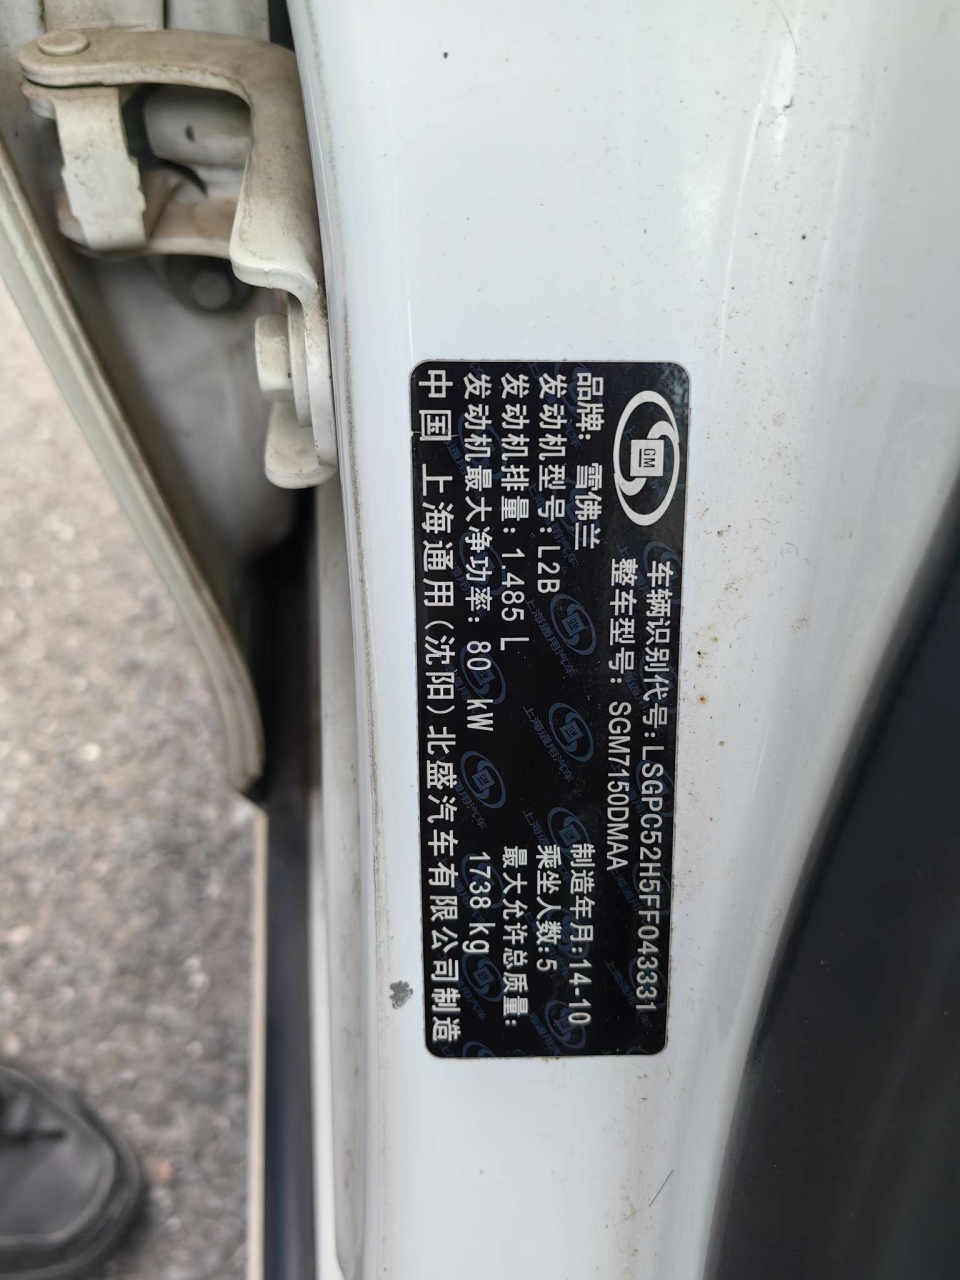 GM
车辆识别代号:LSGPC52H5FF043331
整车型号: SGM7150DMAA
品牌: 雪佛兰 制造年月:14-10
发动机型号:L2B 乘坐人数:5
发动机排量:1.485 L 最大允许总质量:
发动机最大净功率: 80 kW 1738 kg
中国 上海通用(沈阳)北盛汽车有限公司制造